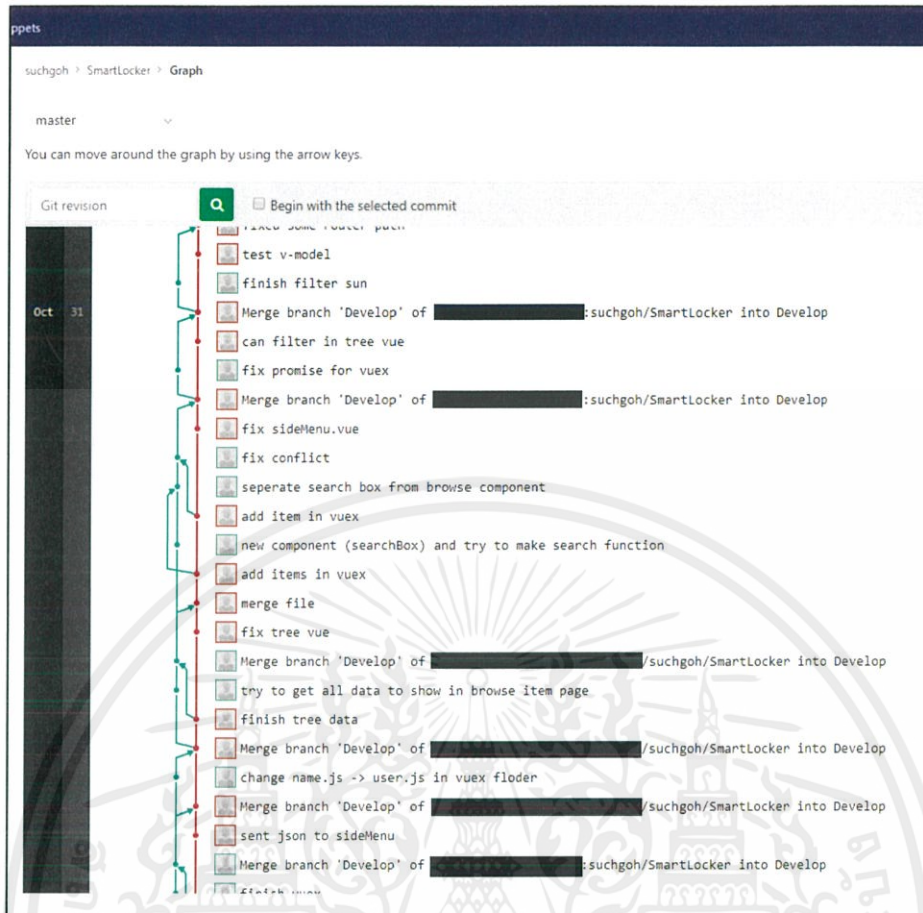 ppets
suchgoh > SmartLocker > Graph
master
You can move around the graph by using the arrow keys.
Git revision
Begin with the selected commit
fixed some router path
test v-model
finish filter sun
Oct 31
Merge branch 'Develop' of :suchgoh/SmartLocker into Develop
can filter in tree vue
fix promise for vuex
Merge branch 'Develop' of :suchgoh/SmartLocker into Develop
fix sideMenu.vue
fix conflict
seperate search box from browse component
add item in vuex
new component (searchBox) and try to make search function
add items in vuex
merge file
fix tree vue
Merge branch 'Develop' of /suchgoh/SmartLocker into Develop
try to get all data to show in browse item page
finish tree data
Merge branch 'Develop' of /suchgoh/SmartLocker into Develop
change name.js -> user.js in vuex floder
Merge branch 'Develop' of /suchgoh/SmartLocker into Develop
sent json to sideMenu
Merge branch 'Develop' of :suchgoh/SmartLocker into Develop
finish vuex